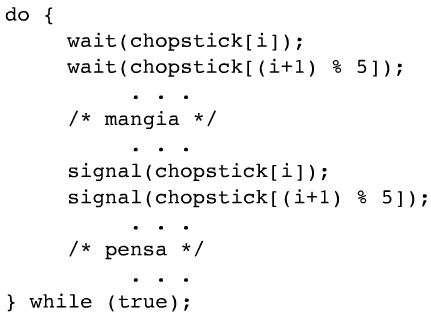 do {
wait(chopstick[i]);
wait(chopstick[(i+1) % 5]);
. . .
/* mangia */
. . .
signal(chopstick[i]);
signal(chopstick[(i+1) % 5]);
. . .
/* pensa */
. . .
} while (true);